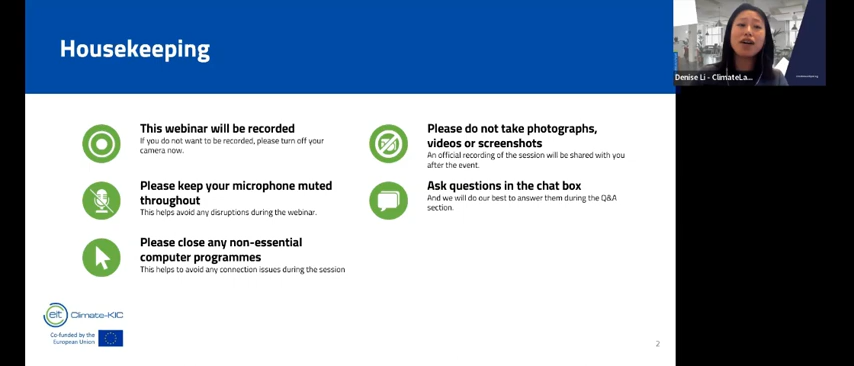 Housekeeping
This webinar will be recorded
If you do not want to be recorded, please turn off your
camera now.
Please keep your microphone muted
throughout
This helps avoid any disruptions during the webinar.
Please close any non-essential
computer programmes
This helps to avoid any connection issues during the session
Please do not take photographs,
videos or screenshots
An official recording of the session will be shared with you
after the event.
Ask questions in the chat box
And we will do our best to answer them during the Q&A
section.
eit Climate-KIC
Co-funded by the
European Union
2
Denise Li - ClimateLa...